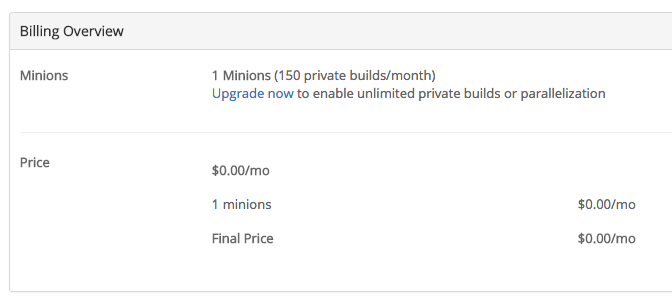 Billing Overview
Minions
1 Minions (150 private builds/month)
Upgrade now to enable unlimited private builds or parallelization
Price
$0.00/mo
1 minions $0.00/mo
Final Price $0.00/mo